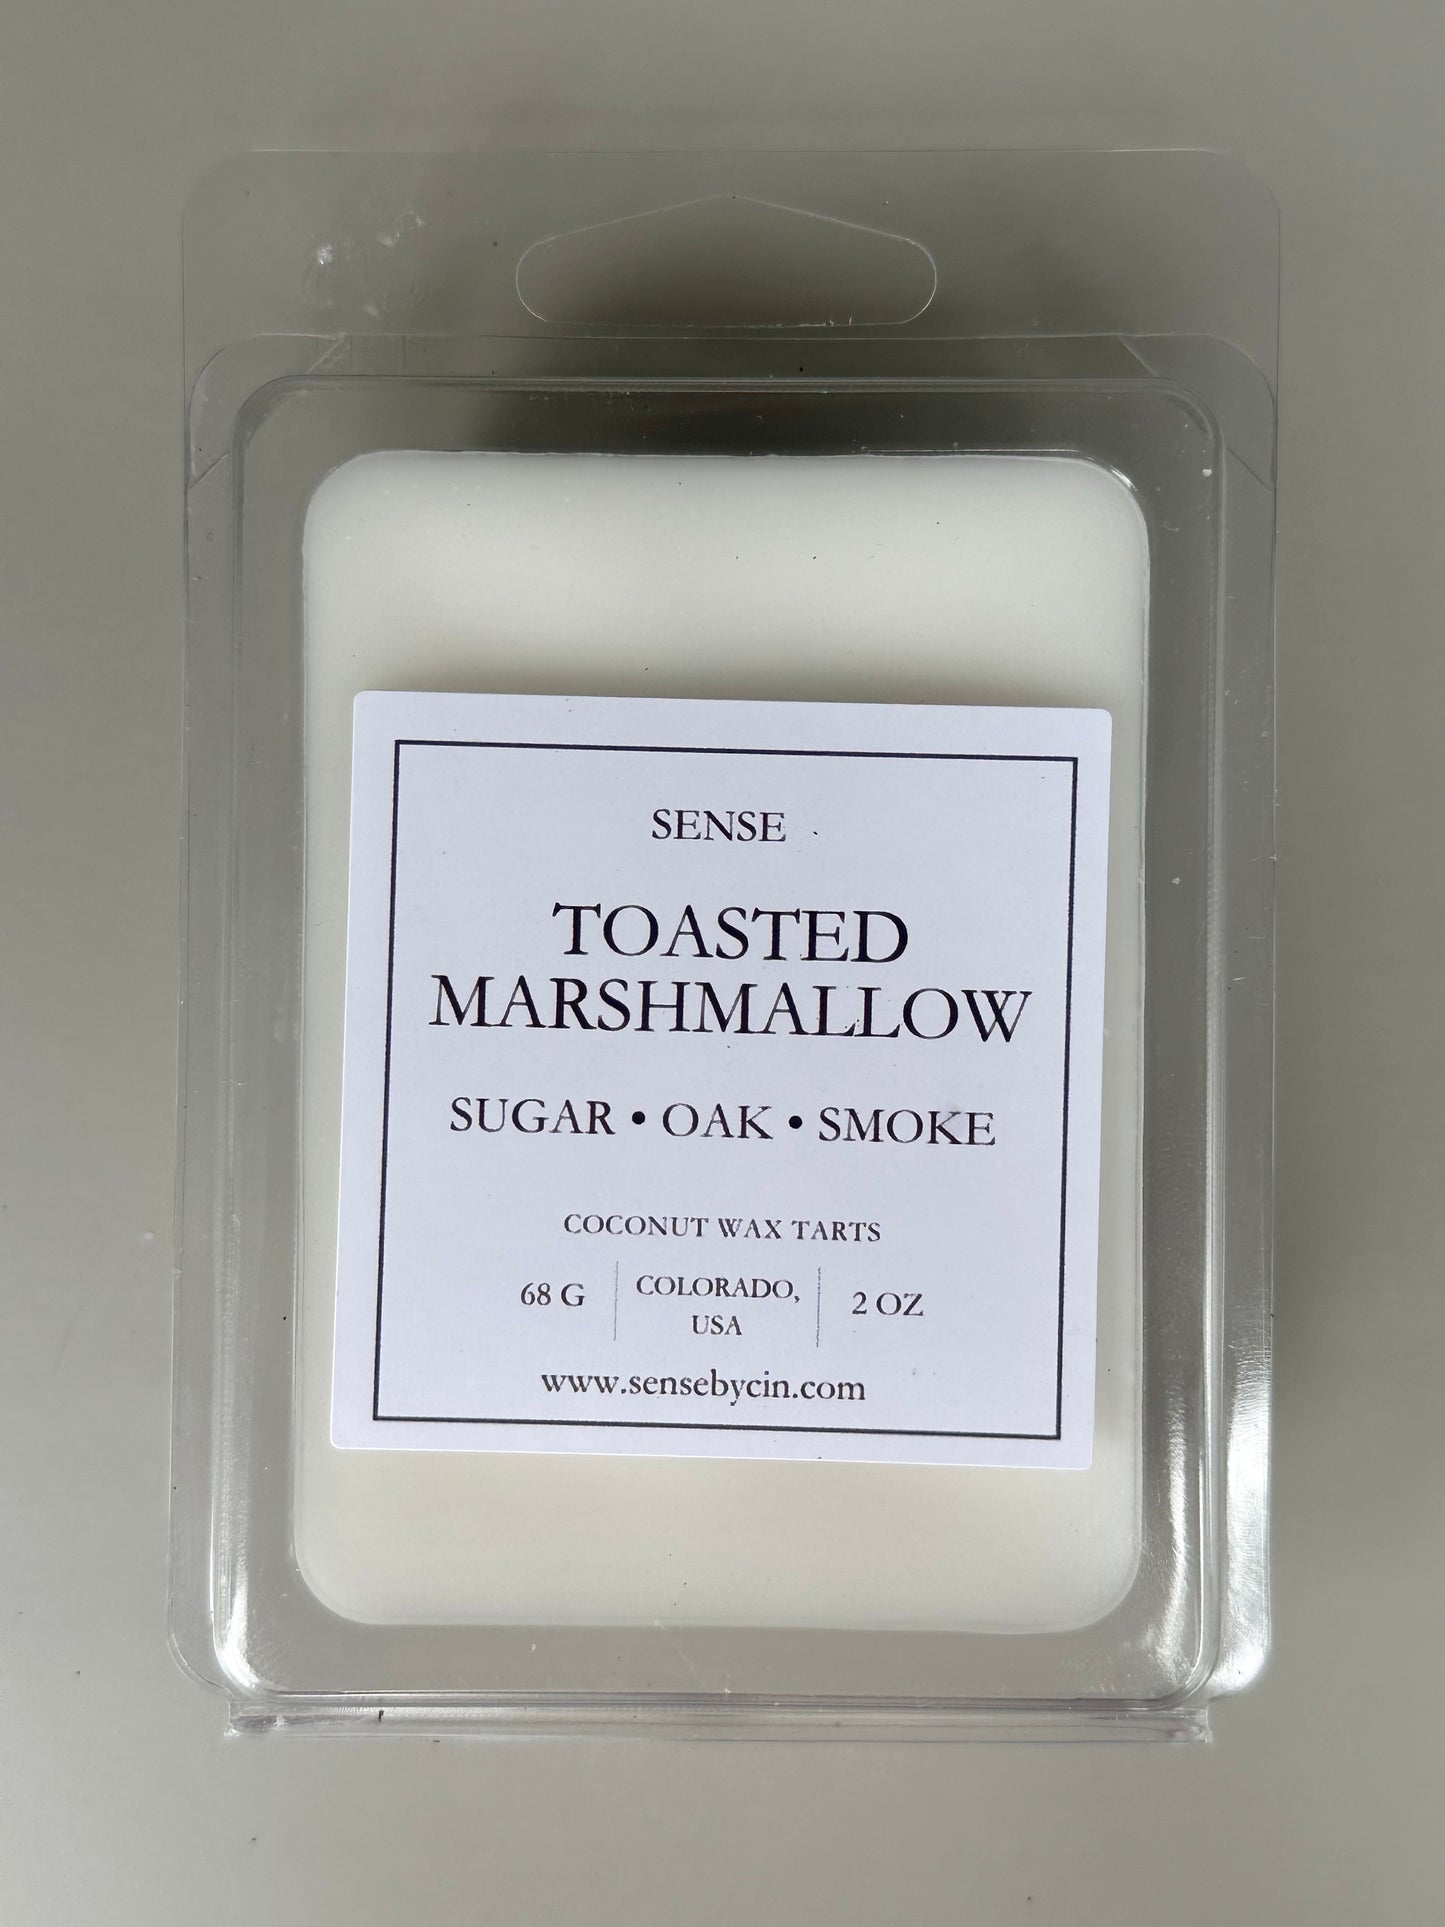 SENSE
TOASTED
MARSHMALLOW
SUGAR • OAK • SMOKE
COCONUT WAX TARTS
68 G | COLORADO, USA | 2 OZ
www.sensebycin.com